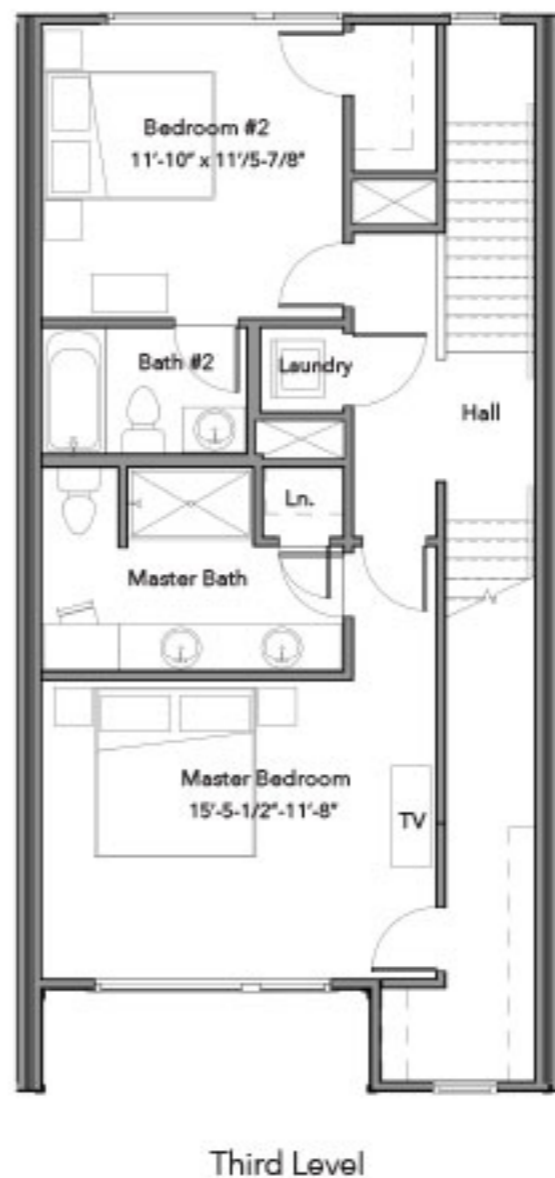 Bedroom #2
11'-10" x 11'/5-7/8"
Bath #2
Laundry
Hall
Ln.
Master Bath
Master Bedroom
15'-5-1/2"-11'-8"
TV
Third Level